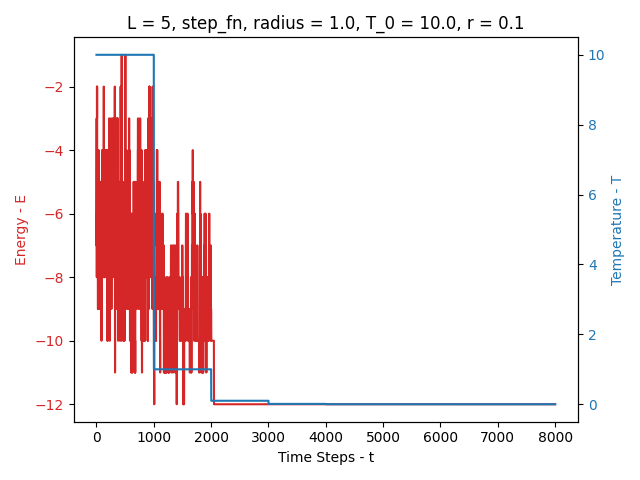 L = 5, step_fn, radius = 1.0, T_0 = 10.0, r = 0.1
Energy - E
−2
−4
−6
−8
−10
−12
10
8
6
4
2
0
Temperature - T
0 1000 2000 3000 4000 5000 6000 7000 8000
Time Steps - t